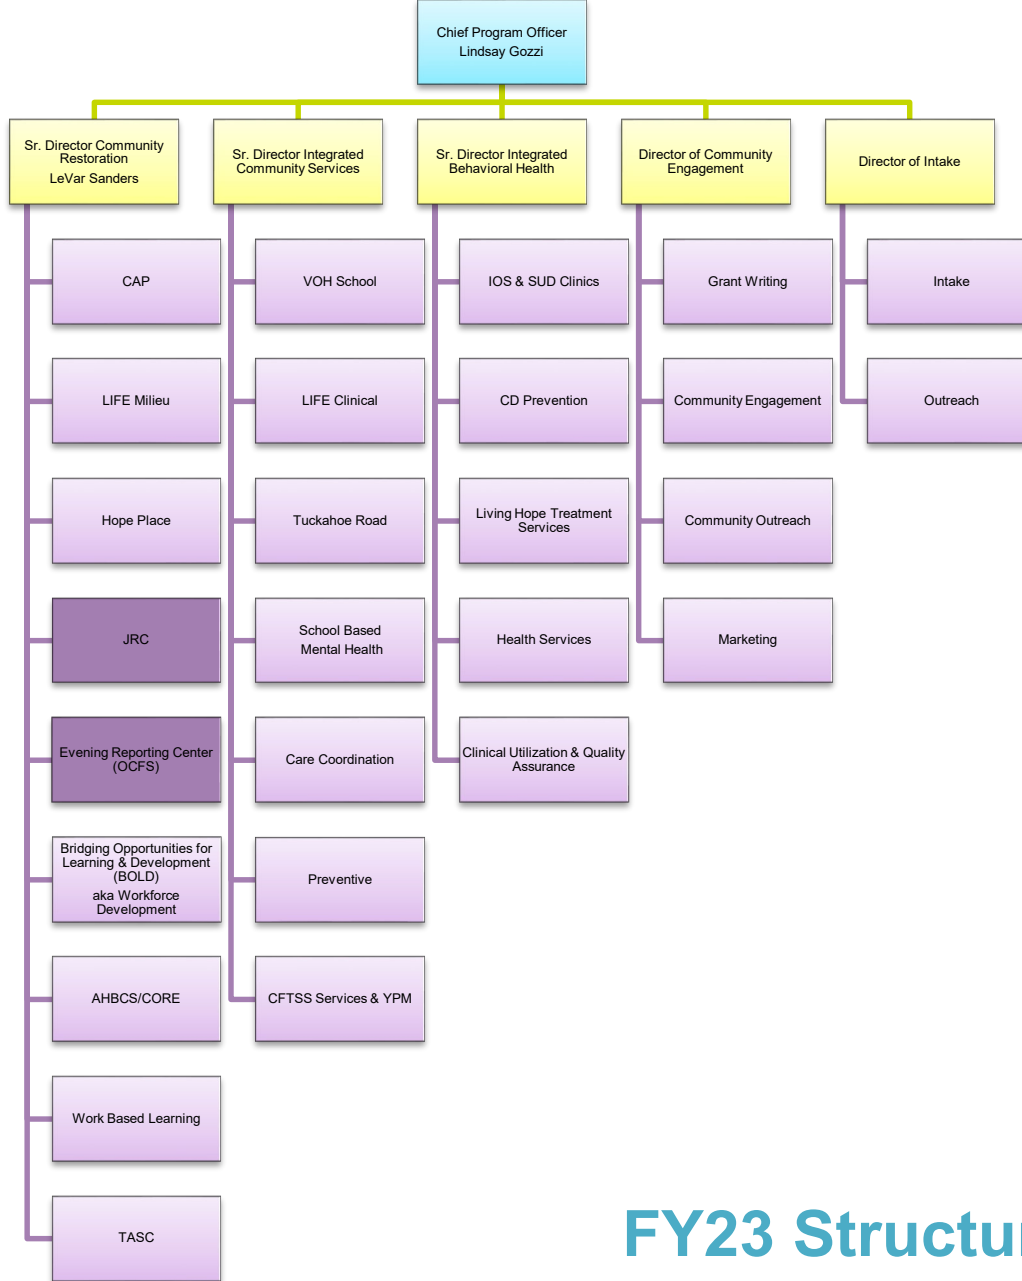 Chief Program Officer
Lindsay Gozzi
Sr. Director Community
Restoration
LeVar Sanders
Sr. Director Integrated
Community Services
Sr. Director Integrated
Behavioral Health
Director of Community
Engagement
Director of Intake
CAP
VOH School
IOS & SUD Clinics
Grant Writing
Intake
LIFE Milieu
LIFE Clinical
CD Prevention
Community Engagement
Outreach
Hope Place
Tuckahoe Road
Living Hope Treatment
Services
Community Outreach
JRC
School Based
Mental Health
Health Services
Marketing
Evening Reporting Center
(OCFS)
Care Coordination
Clinical Utilization & Quality
Assurance
Bridging Opportunities for
Learning & Development
(BOLD)
aka Workforce
Development
Preventive
AHBCS/CORE
CFTSS Services & YPM
Work Based Learning
TASC
FY23 Structur